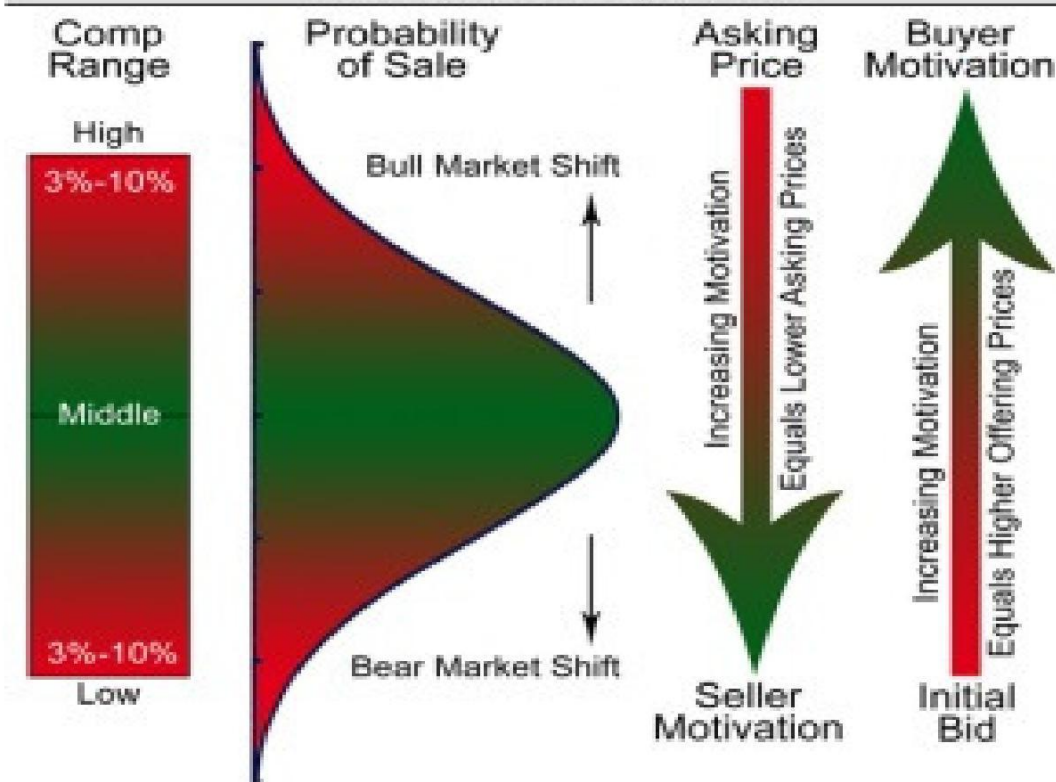 Comp
Range
High
3%-10%
Middle
3%-10%
Low
Probability
of Sale
Bull Market Shift
Bear Market Shift
Asking
Price
Increasing Motivation
Equals Lower Asking Prices
Seller
Motivation
Buyer
Motivation
Increasing Motivation
Equals Higher Offering Prices
Initial
Bid